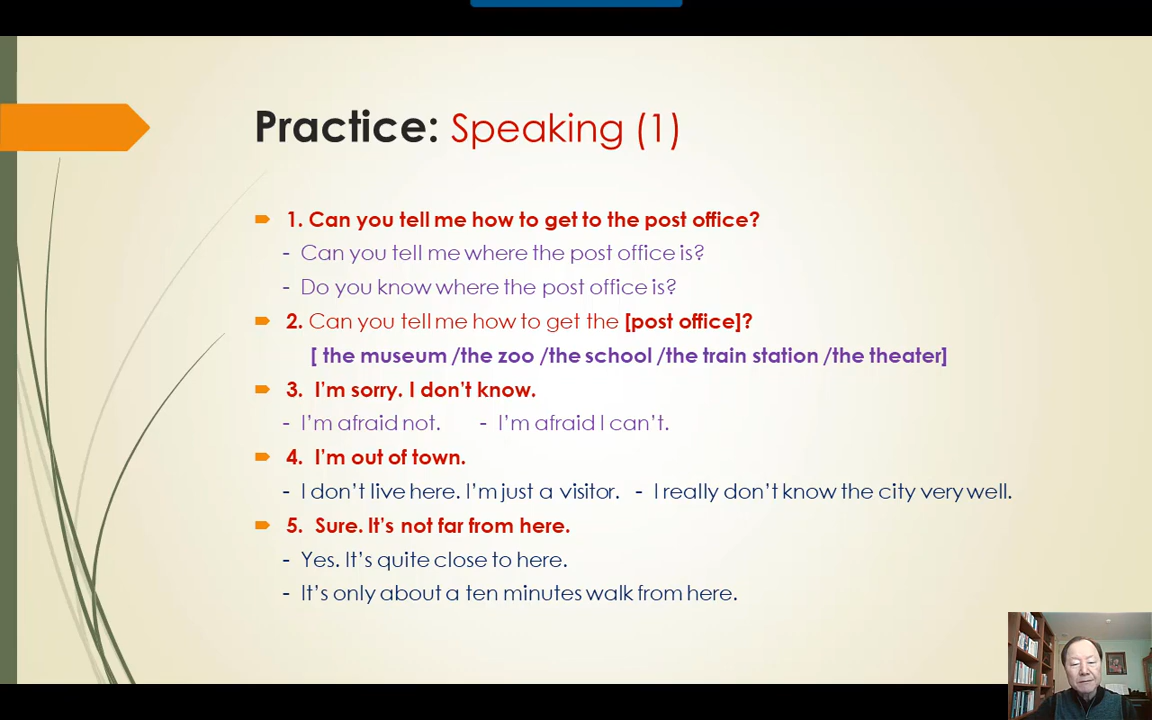 Practice: Speaking (1)
1. Can you tell me how to get to the post office?
- Can you tell me where the post office is?
- Do you know where the post office is?
2. Can you tell me how to get the [post office]?
[ the museum /the zoo /the school /the train station /the theater]
3. I'm sorry. I don't know.
- I'm afraid not. - I'm afraid I can't.
4. I'm out of town.
- I don't live here. I'm just a visitor. - I really don't know the city very well.
5. Sure. It's not far from here.
- Yes. It's quite close to here.
- It's only about a ten minutes walk from here.